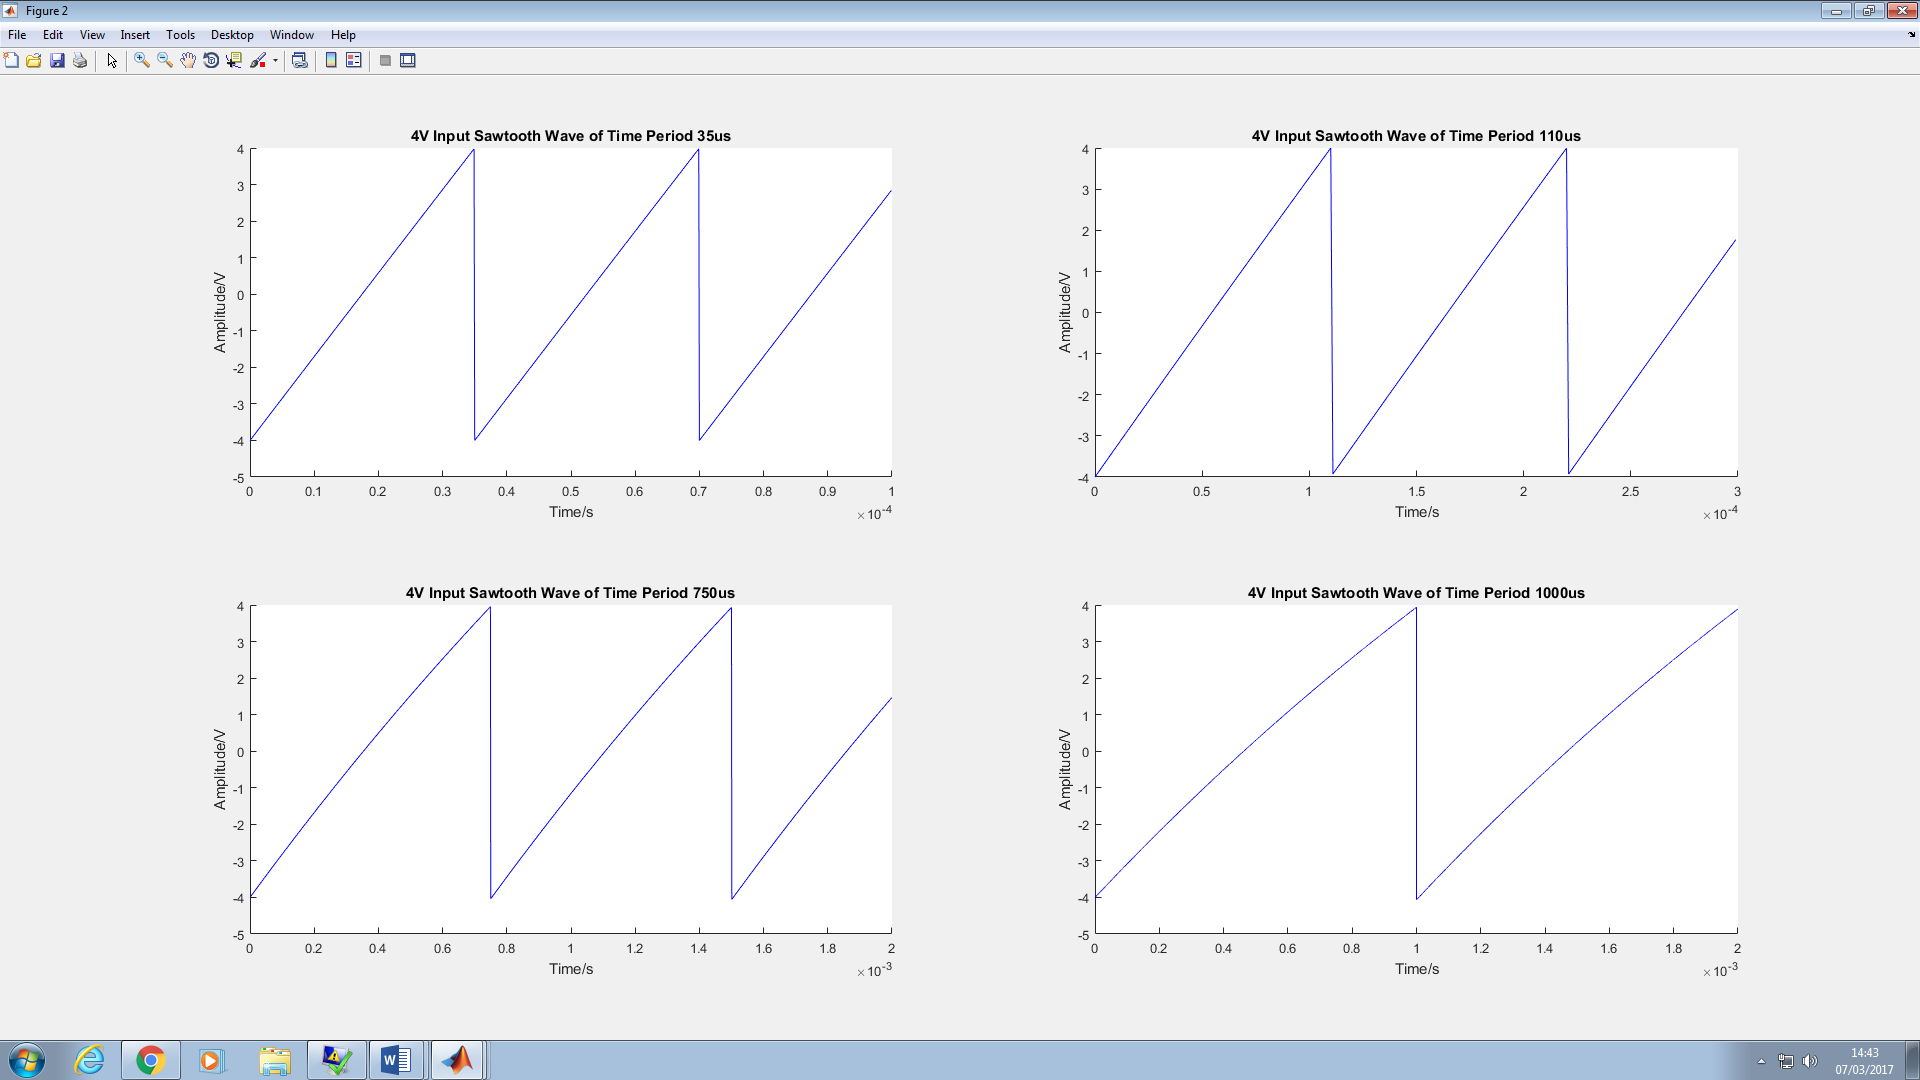 Figure 2
File Edit View Insert Tools Desktop Window Help
4V Input Sawtooth Wave of Time Period 35us
Amplitude/V
4
3
2
1
0
-1
-2
-3
-4
-5
0 0.1 0.2 0.3 0.4 0.5 0.6 0.7 0.8 0.9 1
Time/s
×10-4
4V Input Sawtooth Wave of Time Period 110us
Amplitude/V
4
3
2
1
0
-1
-2
-3
-4
0 0.5 1 1.5 2 2.5 3
Time/s
×10-4
4V Input Sawtooth Wave of Time Period 750us
Amplitude/V
4
3
2
1
0
-1
-2
-3
-4
-5
0 0.2 0.4 0.6 0.8 1 1.2 1.4 1.6 1.8 2
Time/s
×10-3
4V Input Sawtooth Wave of Time Period 1000us
Amplitude/V
4
3
2
1
0
-1
-2
-3
-4
-5
0 0.2 0.4 0.6 0.8 1 1.2 1.4 1.6 1.8 2
Time/s
×10-3
14:43
07/03/2017